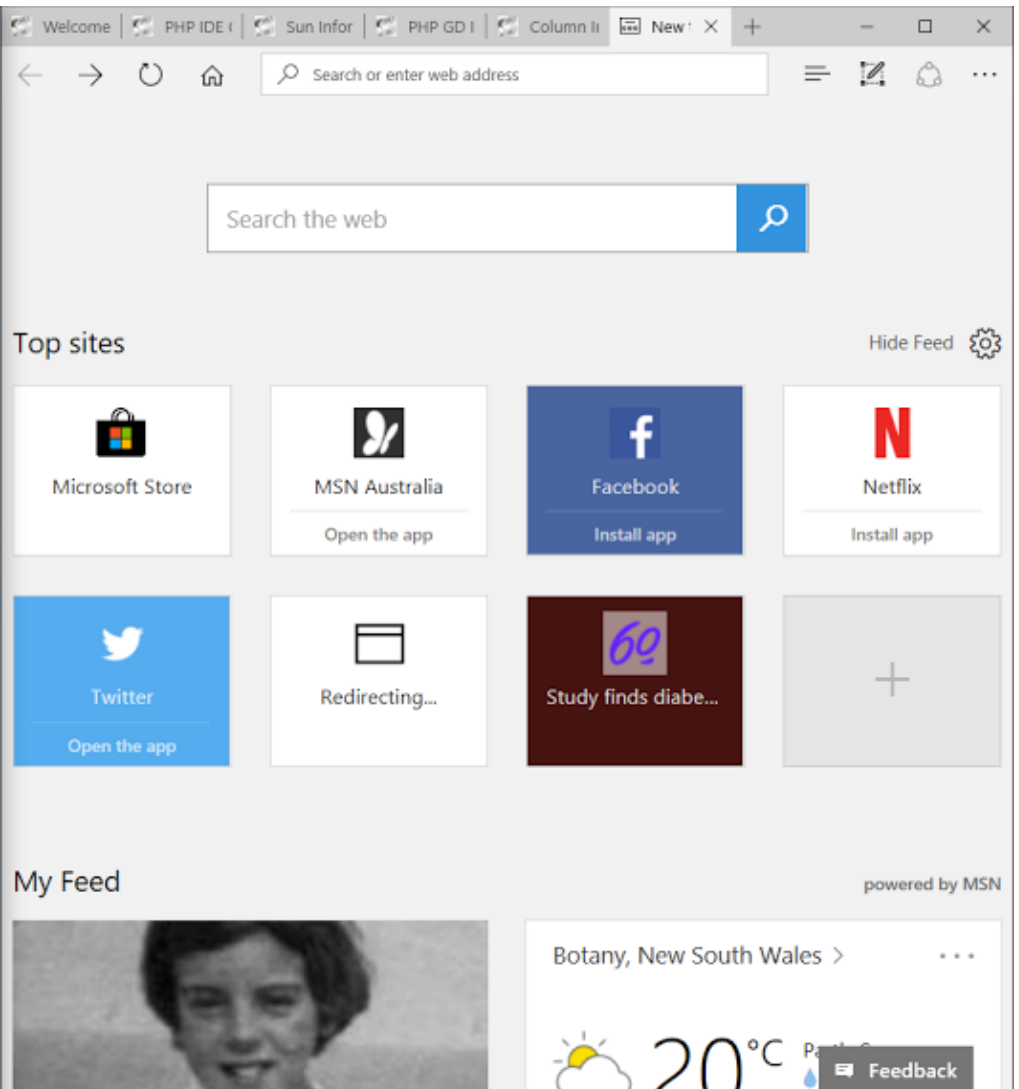 Welcome PHP IDE Sun Infor PHP GD Column New
Search or enter web address
Search the web
Top sites
Hide Feed
Microsoft Store MSN Australia Facebook Netflix
Open the app Install app Install app
60
Twitter Redirecting... Study finds diabe...
Open the app
My Feed
powered by MSN
Botany, New South Wales >
20°C
Feedback